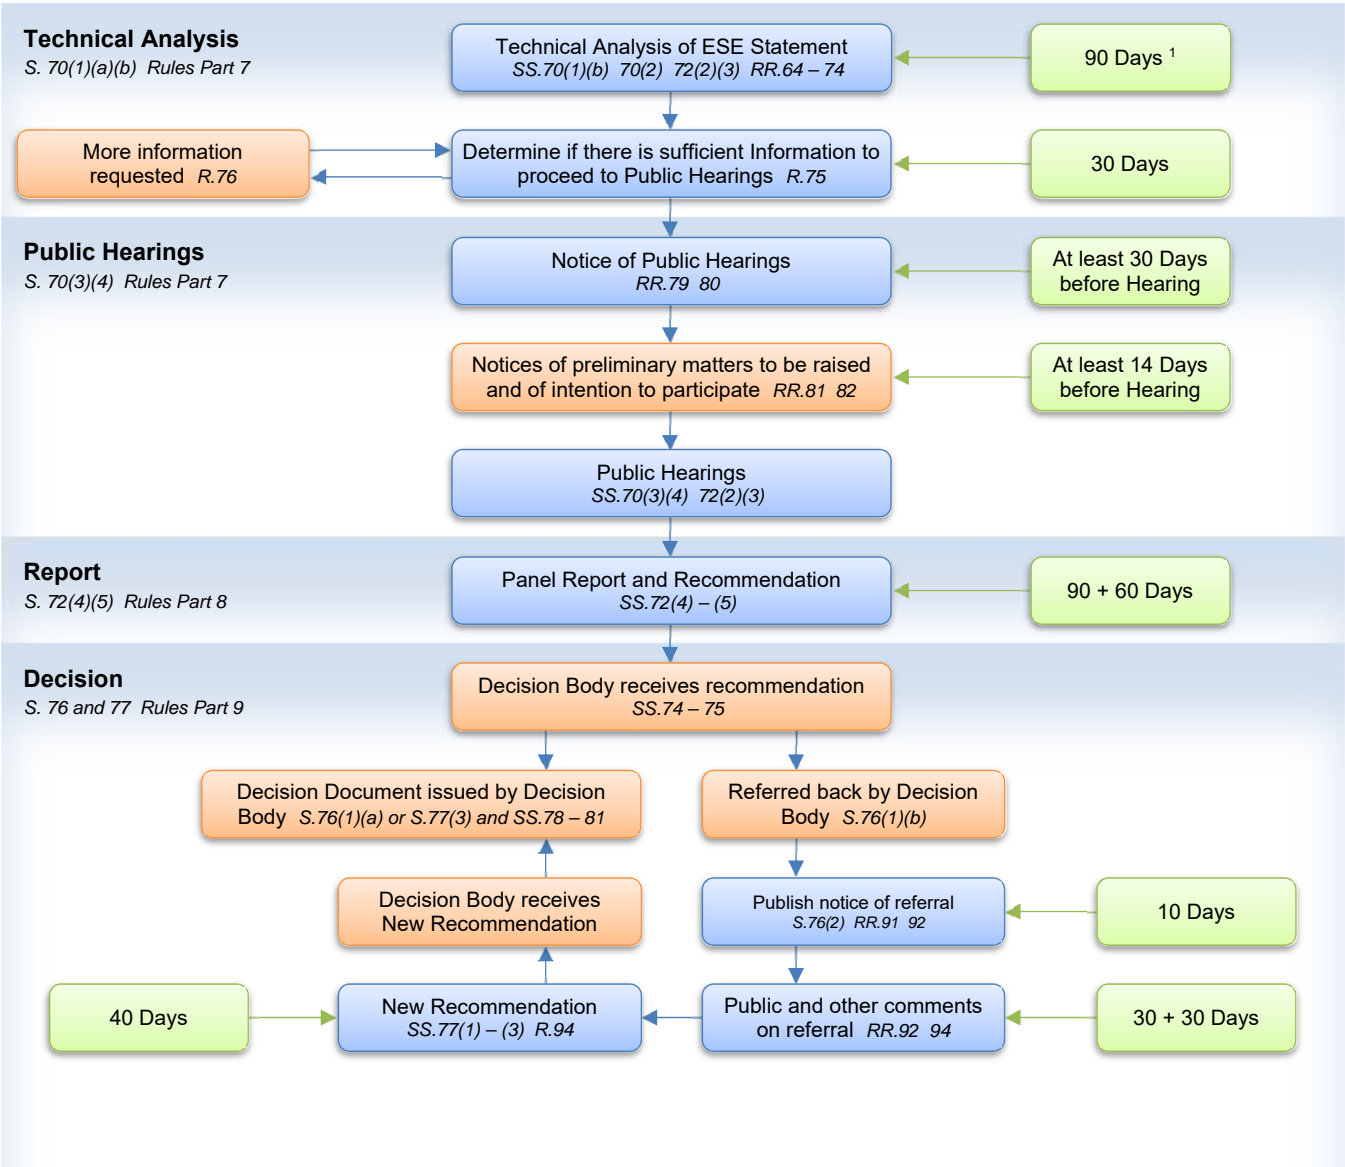 Technical Analysis
S. 70(1)(a)(b) Rules Part 7
Technical Analysis of ESE Statement
SS.70(1)(b) 70(2) 72(2)(3) RR.64 – 74
90 Days 1
More information
requested R.76
Determine if there is sufficient Information to
proceed to Public Hearings R.75
30 Days
Public Hearings
S. 70(3)(4) Rules Part 7
Notice of Public Hearings
RR.79 80
At least 30 Days
before Hearing
Notices of preliminary matters to be raised
and of intention to participate RR.81 82
At least 14 Days
before Hearing
Public Hearings
SS.70(3)(4) 72(2)(3)
Report
S. 72(4)(5) Rules Part 8
Panel Report and Recommendation
SS.72(4) – (5)
90 + 60 Days
Decision
S. 76 and 77 Rules Part 9
Decision Body receives recommendation
SS.74 – 75
Decision Document issued by Decision
Body S.76(1)(a) or S.77(3) and SS.78 – 81
Referred back by Decision
Body S.76(1)(b)
Decision Body receives
New Recommendation
Publish notice of referral
S.76(2) RR.91 92
10 Days
40 Days
New Recommendation
SS.77(1) – (3) R.94
Public and other comments
on referral RR.92 94
30 + 30 Days